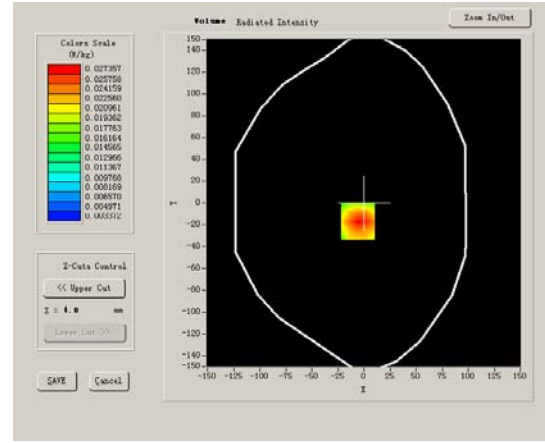 Volume Radiated Intensity
Zoom In/Out
Colors Scale
(W/kg)
0.027357
0.025758
0.024159
0.022560
0.020961
0.019362
0.017763
0.016164
0.014565
0.012966
0.011367
0.009768
0.008169
0.006570
0.004971
0.003372
Z-Cuts Control
<< Upper Cut
Z = 4.0 mm
Lower Cut >>
SAVE
Cancel
150
140
120
100
80
60
40
20
0
-20
-40
-60
-80
-100
-120
-140
-150
Y
-150 -125 -100 -75 -50 -25 0 25 50 75 100 125 150
X